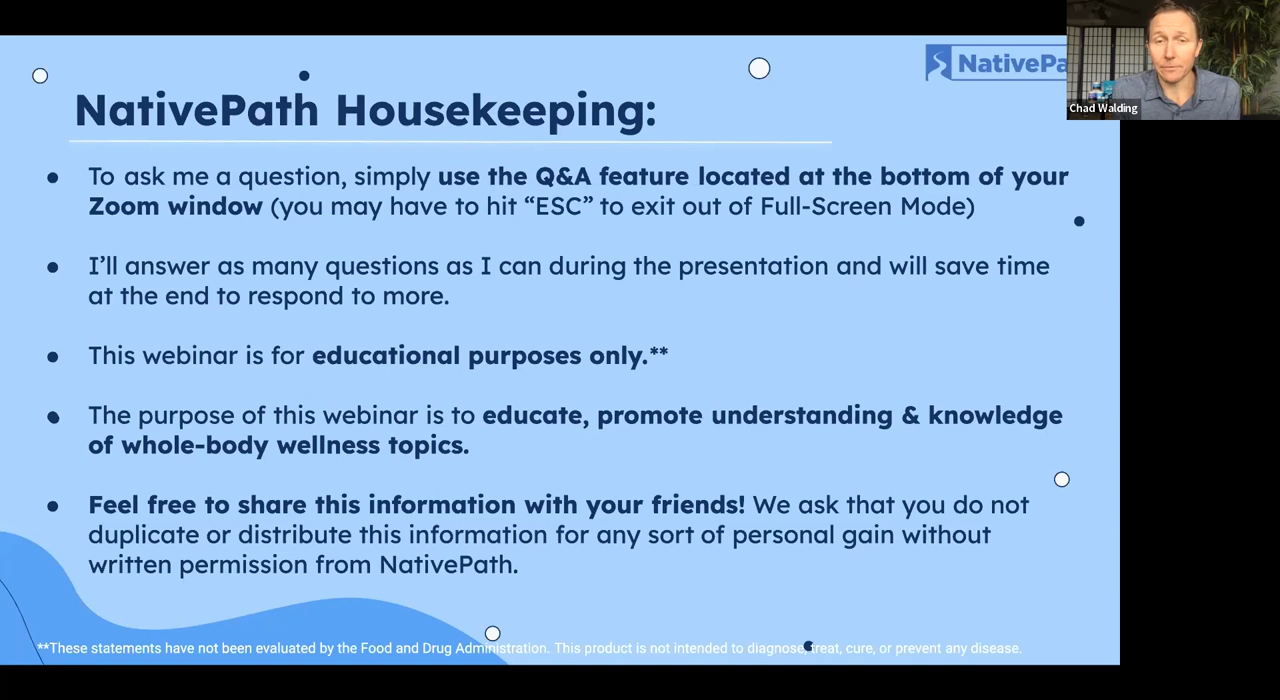 NativePa
Chad Walding
NativePath Housekeeping:
● To ask me a question, simply use the Q&A feature located at the bottom of your
Zoom window (you may have to hit “ESC” to exit out of Full-Screen Mode)
● I’ll answer as many questions as I can during the presentation and will save time
at the end to respond to more.
● This webinar is for educational purposes only.**
● The purpose of this webinar is to educate, promote understanding & knowledge
of whole-body wellness topics.
● Feel free to share this information with your friends! We ask that you do not
duplicate or distribute this information for any sort of personal gain without
written permission from NativePath.
**These statements have not been evaluated by the Food and Drug Administration. This product is not intended to diagnose, treat, cure, or prevent any disease.